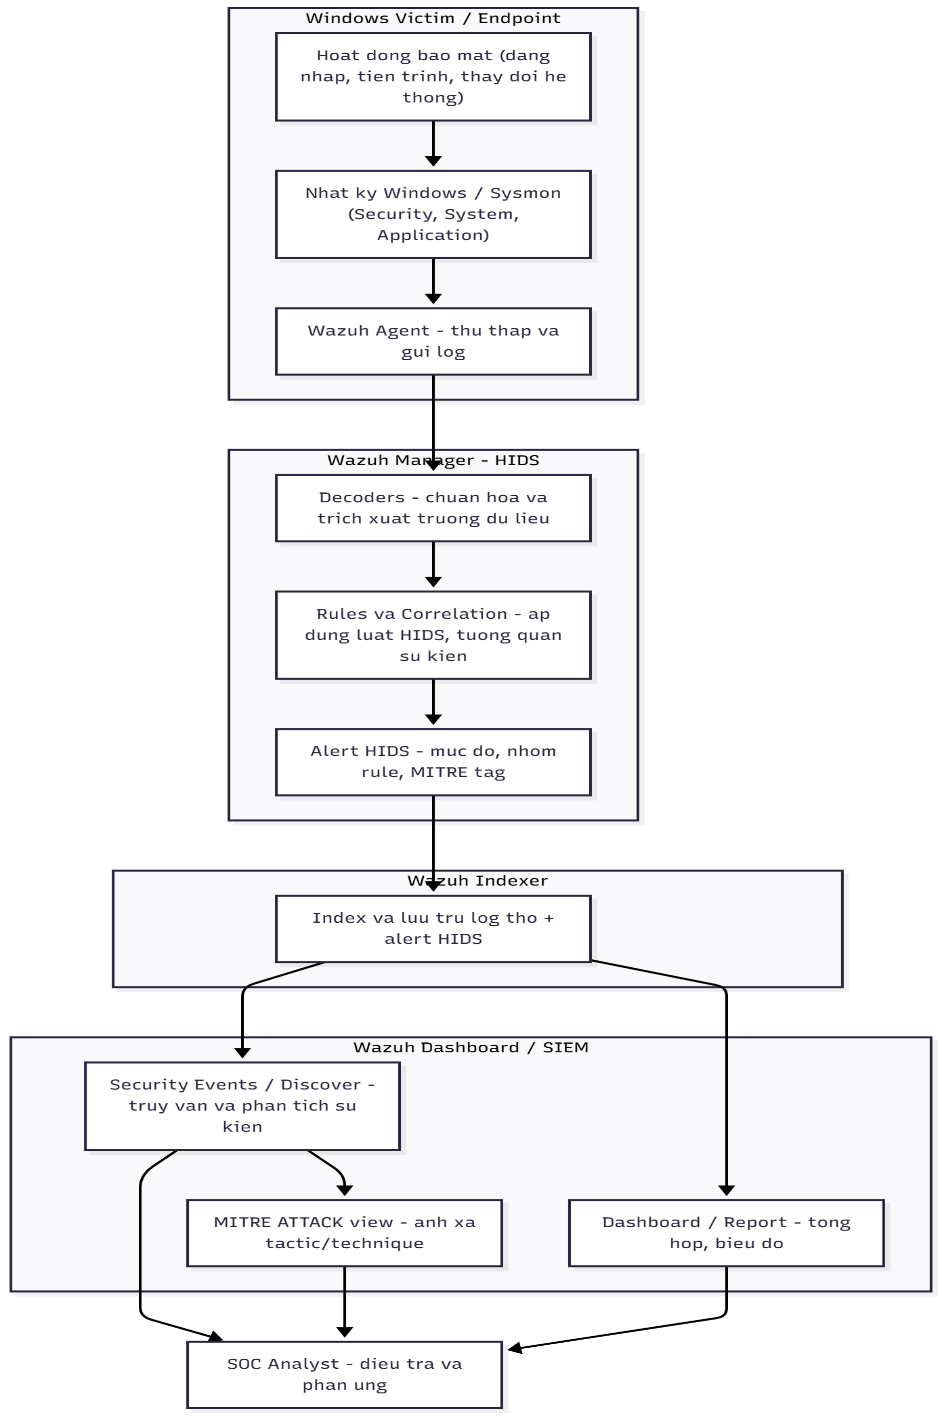 Windows Victim / Endpoint
Hoat dong bao mat (dang
nhap, tien trinh, thay doi he
thong)
Nhat ky Windows / Sysmon
(Security, System,
Application)
Wazuh Agent - thu thap va
gui log
Wazuh Manager - HIDS
Decoders - chuan hoa va
trich xuat truong du lieu
Rules va Correlation - ap
dung luat HIDS, tuong quan
su kien
Alert HIDS - muc do, nhom
rule, MITRE tag
Wazuh Indexer
Index va luu tru log tho +
alert HIDS
Wazuh Dashboard / SIEM
Security Events / Discover -
truy van va phan tich su
kien
MITRE ATTACK view - anh xa
tactic/technique
Dashboard / Report - tong
hop, bieu do
SOC Analyst - dieu tra va
phan ung